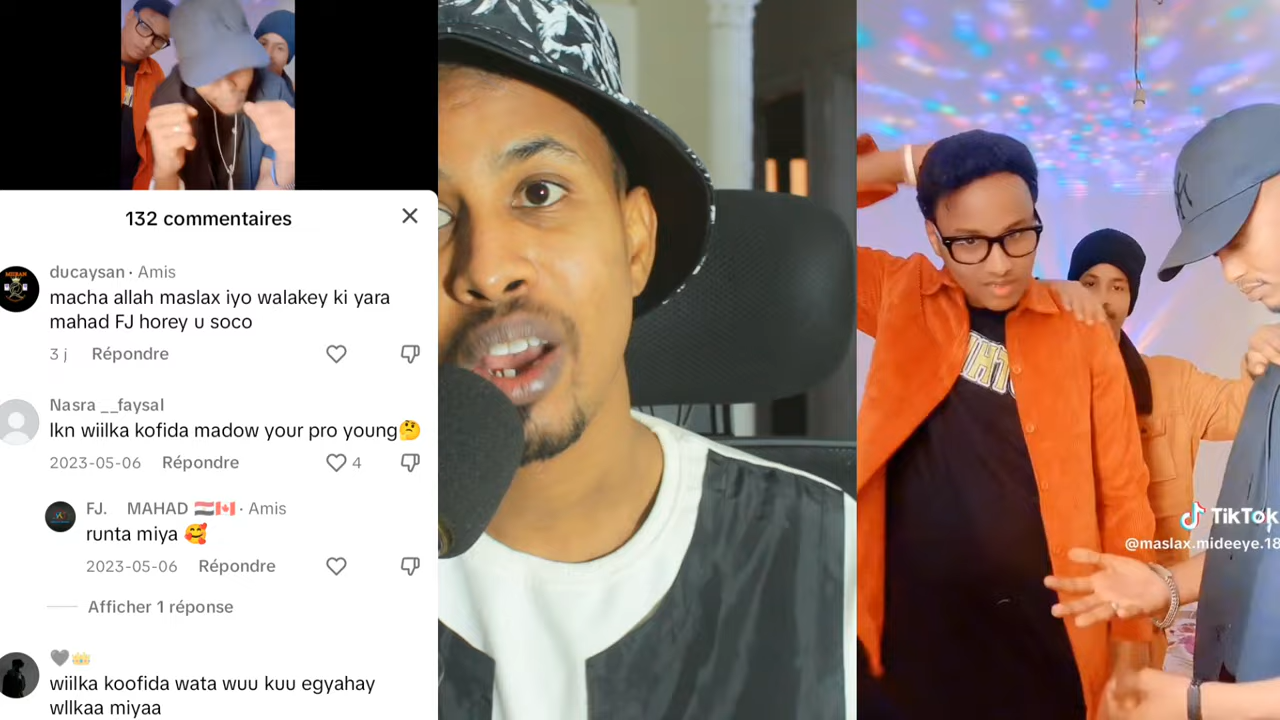 132 commentaires
ducaysan · Amis
macha allah maslax iyo walakey ki yara
mahad FJ horey u soco
3 j Répondre
Nasra __faysal
lkn wiilka kofida madow your pro young🤔
2023-05-06 Répondre 4
FJ. MAHAD 🇾🇪🇨🇦 · Amis
runta miya 🥰
2023-05-06 Répondre
Afficher 1 réponse
🩶👑
wiilka koofida wata wuu kuu egyahay
wllkaa miyaa
TikTok
@maslax.mideeye.18